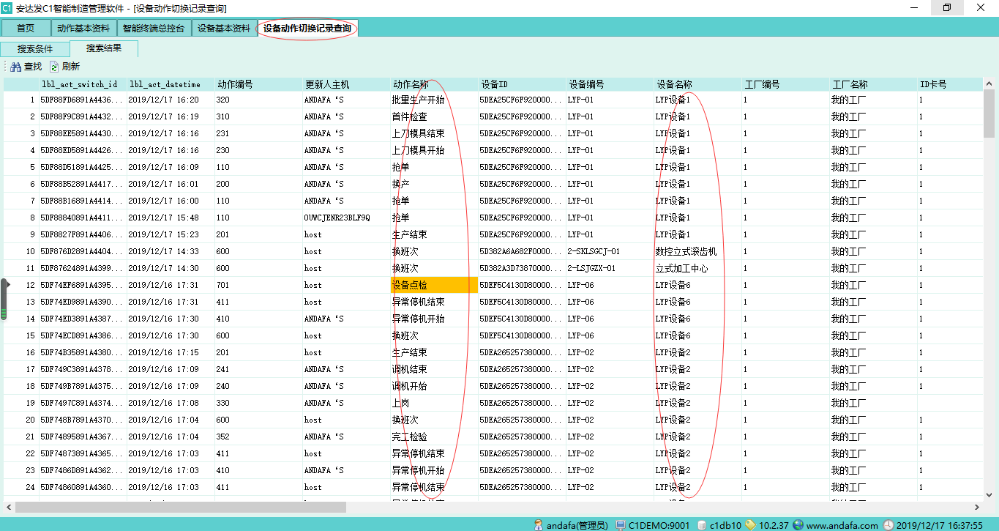 C1 安达发C1智能制造管理软件 - [设备动作切换记录查询]
首页 动作基本资料 智能终端总控台 设备基本资料 设备动作切换记录查询
搜索条件 搜索结果
查找 刷新
lbl_act_switch_id lbl_act_datetime 动作编号 更新人主机 动作名称 设备ID 设备编号 设备名称 工厂编号 工厂名称 ID卡号
1 5DF88FD6891A4436... 2019/12/17 16:20 320 ANDAFA‘S 批量生产开始 5DEA25CF6F920000... LYP-01 LYP设备1 1 我的工厂 1
2 5DF88F9C891A4432... 2019/12/17 16:19 310 ANDAFA‘S 首件检查 5DEA25CF6F920000... LYP-01 LYP设备1 1 我的工厂 1
3 5DF88EE5891A4430... 2019/12/17 16:16 231 ANDAFA‘S 上刀模具结束 5DEA25CF6F920000... LYP-01 LYP设备1 1 我的工厂 1
4 5DF88ED5891A4426... 2019/12/17 16:16 230 ANDAFA‘S 上刀模具开始 5DEA25CF6F920000... LYP-01 LYP设备1 1 我的工厂 1
5 5DF88D51891A4425... 2019/12/17 16:09 110 ANDAFA‘S 抢单 5DEA25CF6F920000... LYP-01 LYP设备1 1 我的工厂 1
6 5DF88B52891A4417... 2019/12/17 16:01 200 ANDAFA‘S 换产 5DEA25CF6F920000... LYP-01 LYP设备1 1 我的工厂 1
7 5DF88B16891A4414... 2019/12/17 16:00 110 ANDAFA‘S 抢单 5DEA25CF6F920000... LYP-01 LYP设备1 1 我的工厂 1
8 5DF88840891A4411... 2019/12/17 15:48 110 OUWCJENR23BLF9Q 抢单 5DEA25CF6F920000... LYP-01 LYP设备1 1 我的工厂 1
9 5DF8827F891A4406... 2019/12/17 15:23 201 host 生产结束 5DEA25CF6F920000... LYP-01 LYP设备1 1 我的工厂 1
10 5DF876D2891A4404... 2019/12/17 14:33 600 host 换班次 5D382A6A682F0000... 2-SKLSGCJ-01 数控立式滚齿机 1 我的工厂 1
11 5DF87624891A4399... 2019/12/17 14:30 600 host 换班次 5D382A3D73870000... 2-LSJGZX-01 立式加工中心 1 我的工厂 1
12 5DF74EF6891A4395... 2019/12/16 17:31 701 host 设备点检 5DEF5C4130D80000... LYP-06 LYP设备6 1 我的工厂 1
13 5DF74ED9891A4390... 2019/12/16 17:31 411 host 异常停机结束 5DEF5C4130D80000... LYP-06 LYP设备6 1 我的工厂 1
14 5DF74ED3891A4387... 2019/12/16 17:30 410 ANDAFA‘S 异常停机开始 5DEF5C4130D80000... LYP-06 LYP设备6 1 我的工厂 1
15 5DF74ECD891A4386... 2019/12/16 17:30 600 host 换班次 5DEF5C4130D80000... LYP-06 LYP设备6 1 我的工厂 1
16 5DF74B35891A4380... 2019/12/16 17:15 201 host 生产结束 5DEA265257380000... LYP-02 LYP设备2 1 我的工厂 1
17 5DF749C3891A4378... 2019/12/16 17:09 241 ANDAFA‘S 调机结束 5DEA265257380000... LYP-02 LYP设备2 1 我的工厂 1
18 5DF749B7891A4375... 2019/12/16 17:09 240 ANDAFA‘S 调机开始 5DEA265257380000... LYP-02 LYP设备2 1 我的工厂 1
19 5DF7497C891A4374... 2019/12/16 17:08 330 ANDAFA‘S 上岗 5DEA265257380000... LYP-02 LYP设备2 1 我的工厂
20 5DF748B7891A4370... 2019/12/16 17:04 600 host 换班次 5DEA265257380000... LYP-02 LYP设备2 1 我的工厂 1
21 5DF74895891A4367... 2019/12/16 17:04 352 ANDAFA‘S 完工检验 5DEA265257380000... LYP-02 LYP设备2 1 我的工厂 1
22 5DF74873891A4365... 2019/12/16 17:03 411 host 异常停机结束 5DEA265257380000... LYP-02 LYP设备2 1 我的工厂 1
23 5DF7486D891A4362... 2019/12/16 17:03 410 ANDAFA‘S 异常停机开始 5DEA265257380000... LYP-02 LYP设备2 1 我的工厂 1
24 5DF74860891A4360... 2019/12/16 17:03 411 host 异常停机结束 5DEA265257380000... LYP-02 LYP设备2 1 我的工厂 1
andafa(管理员) C1DEMO:9001 c1db10 10.2.37 www.andafa.com 2019/12/17 16:37:55